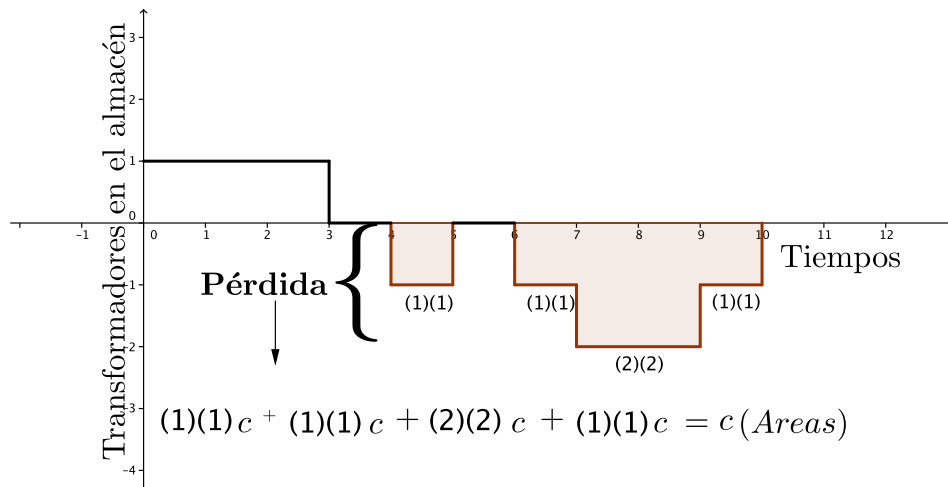 Transformadores en el almacén
3
2
1
0
-1 0 1 2 3 4 5 6 7 8 9 10 11 12
Tiempos
Pérdida
-1
(1)(1) (1)(1) (1)(1)
-2
(2)(2)
-3
(1)(1) c + (1)(1) c + (2)(2) c + (1)(1) c = c (Areas)
-4